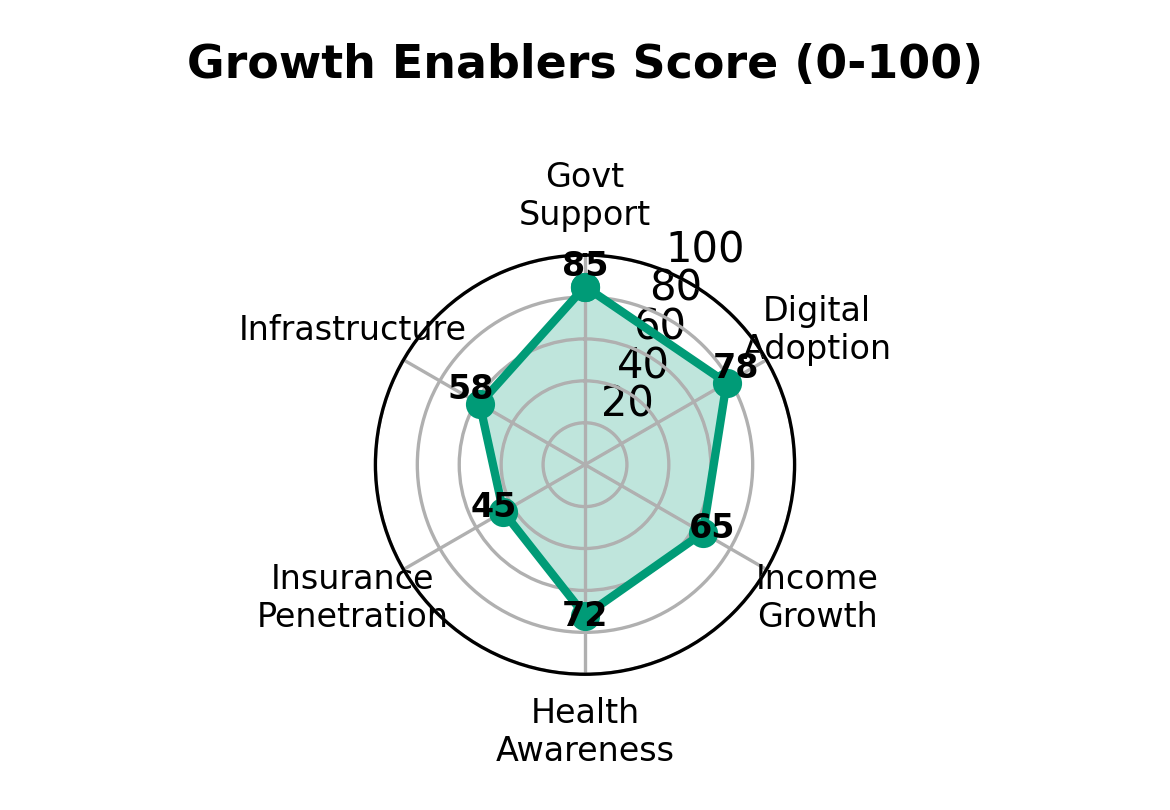 Growth Enablers Score (0-100)
Govt
Support
100
85
80
Digital
Adoption
60
Infrastructure
40
78
58
20
45
65
Insurance
Penetration
Income
Growth
72
Health
Awareness